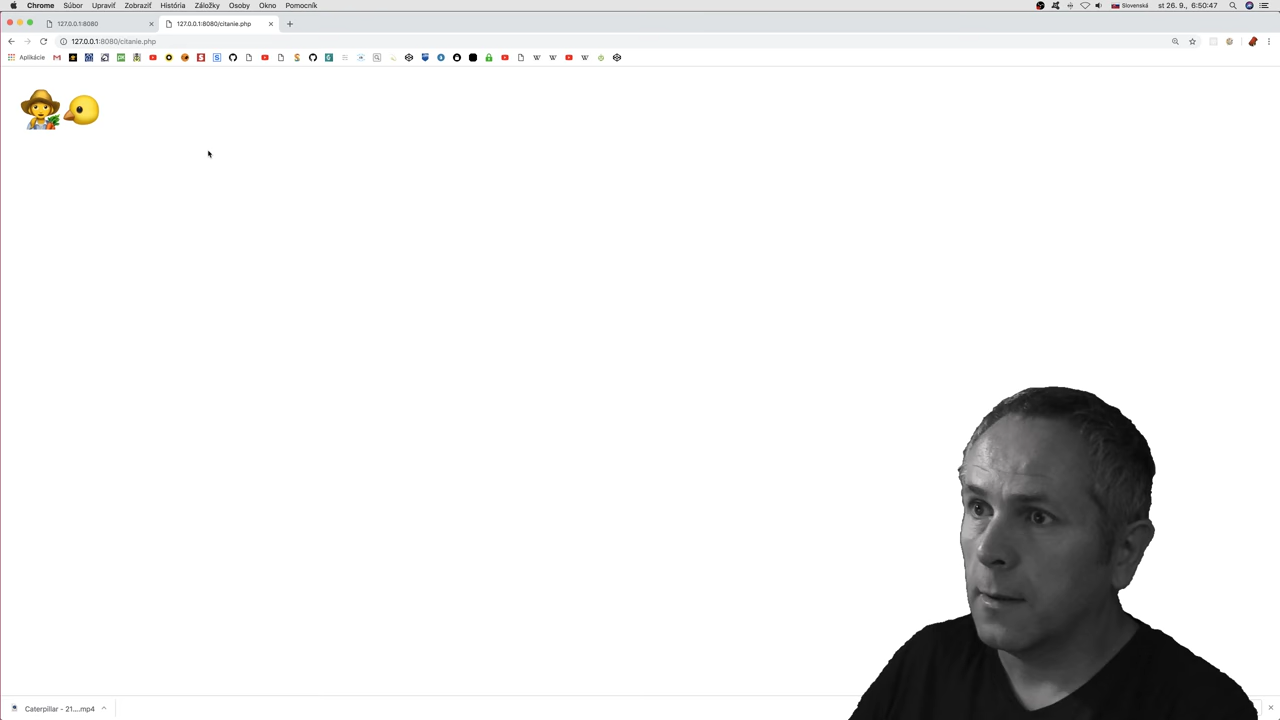 Chrome Súbor Upraviť Zobraziť História Záložky Osoby Okno Pomocník Slovenská st 26. 9., 6:50:47
127.0.0.1:8080 127.0.0.1:8080/citanie.php
127.0.0.1:8080/citanie.php
Aplikácie
Caterpillar - 21....mp4